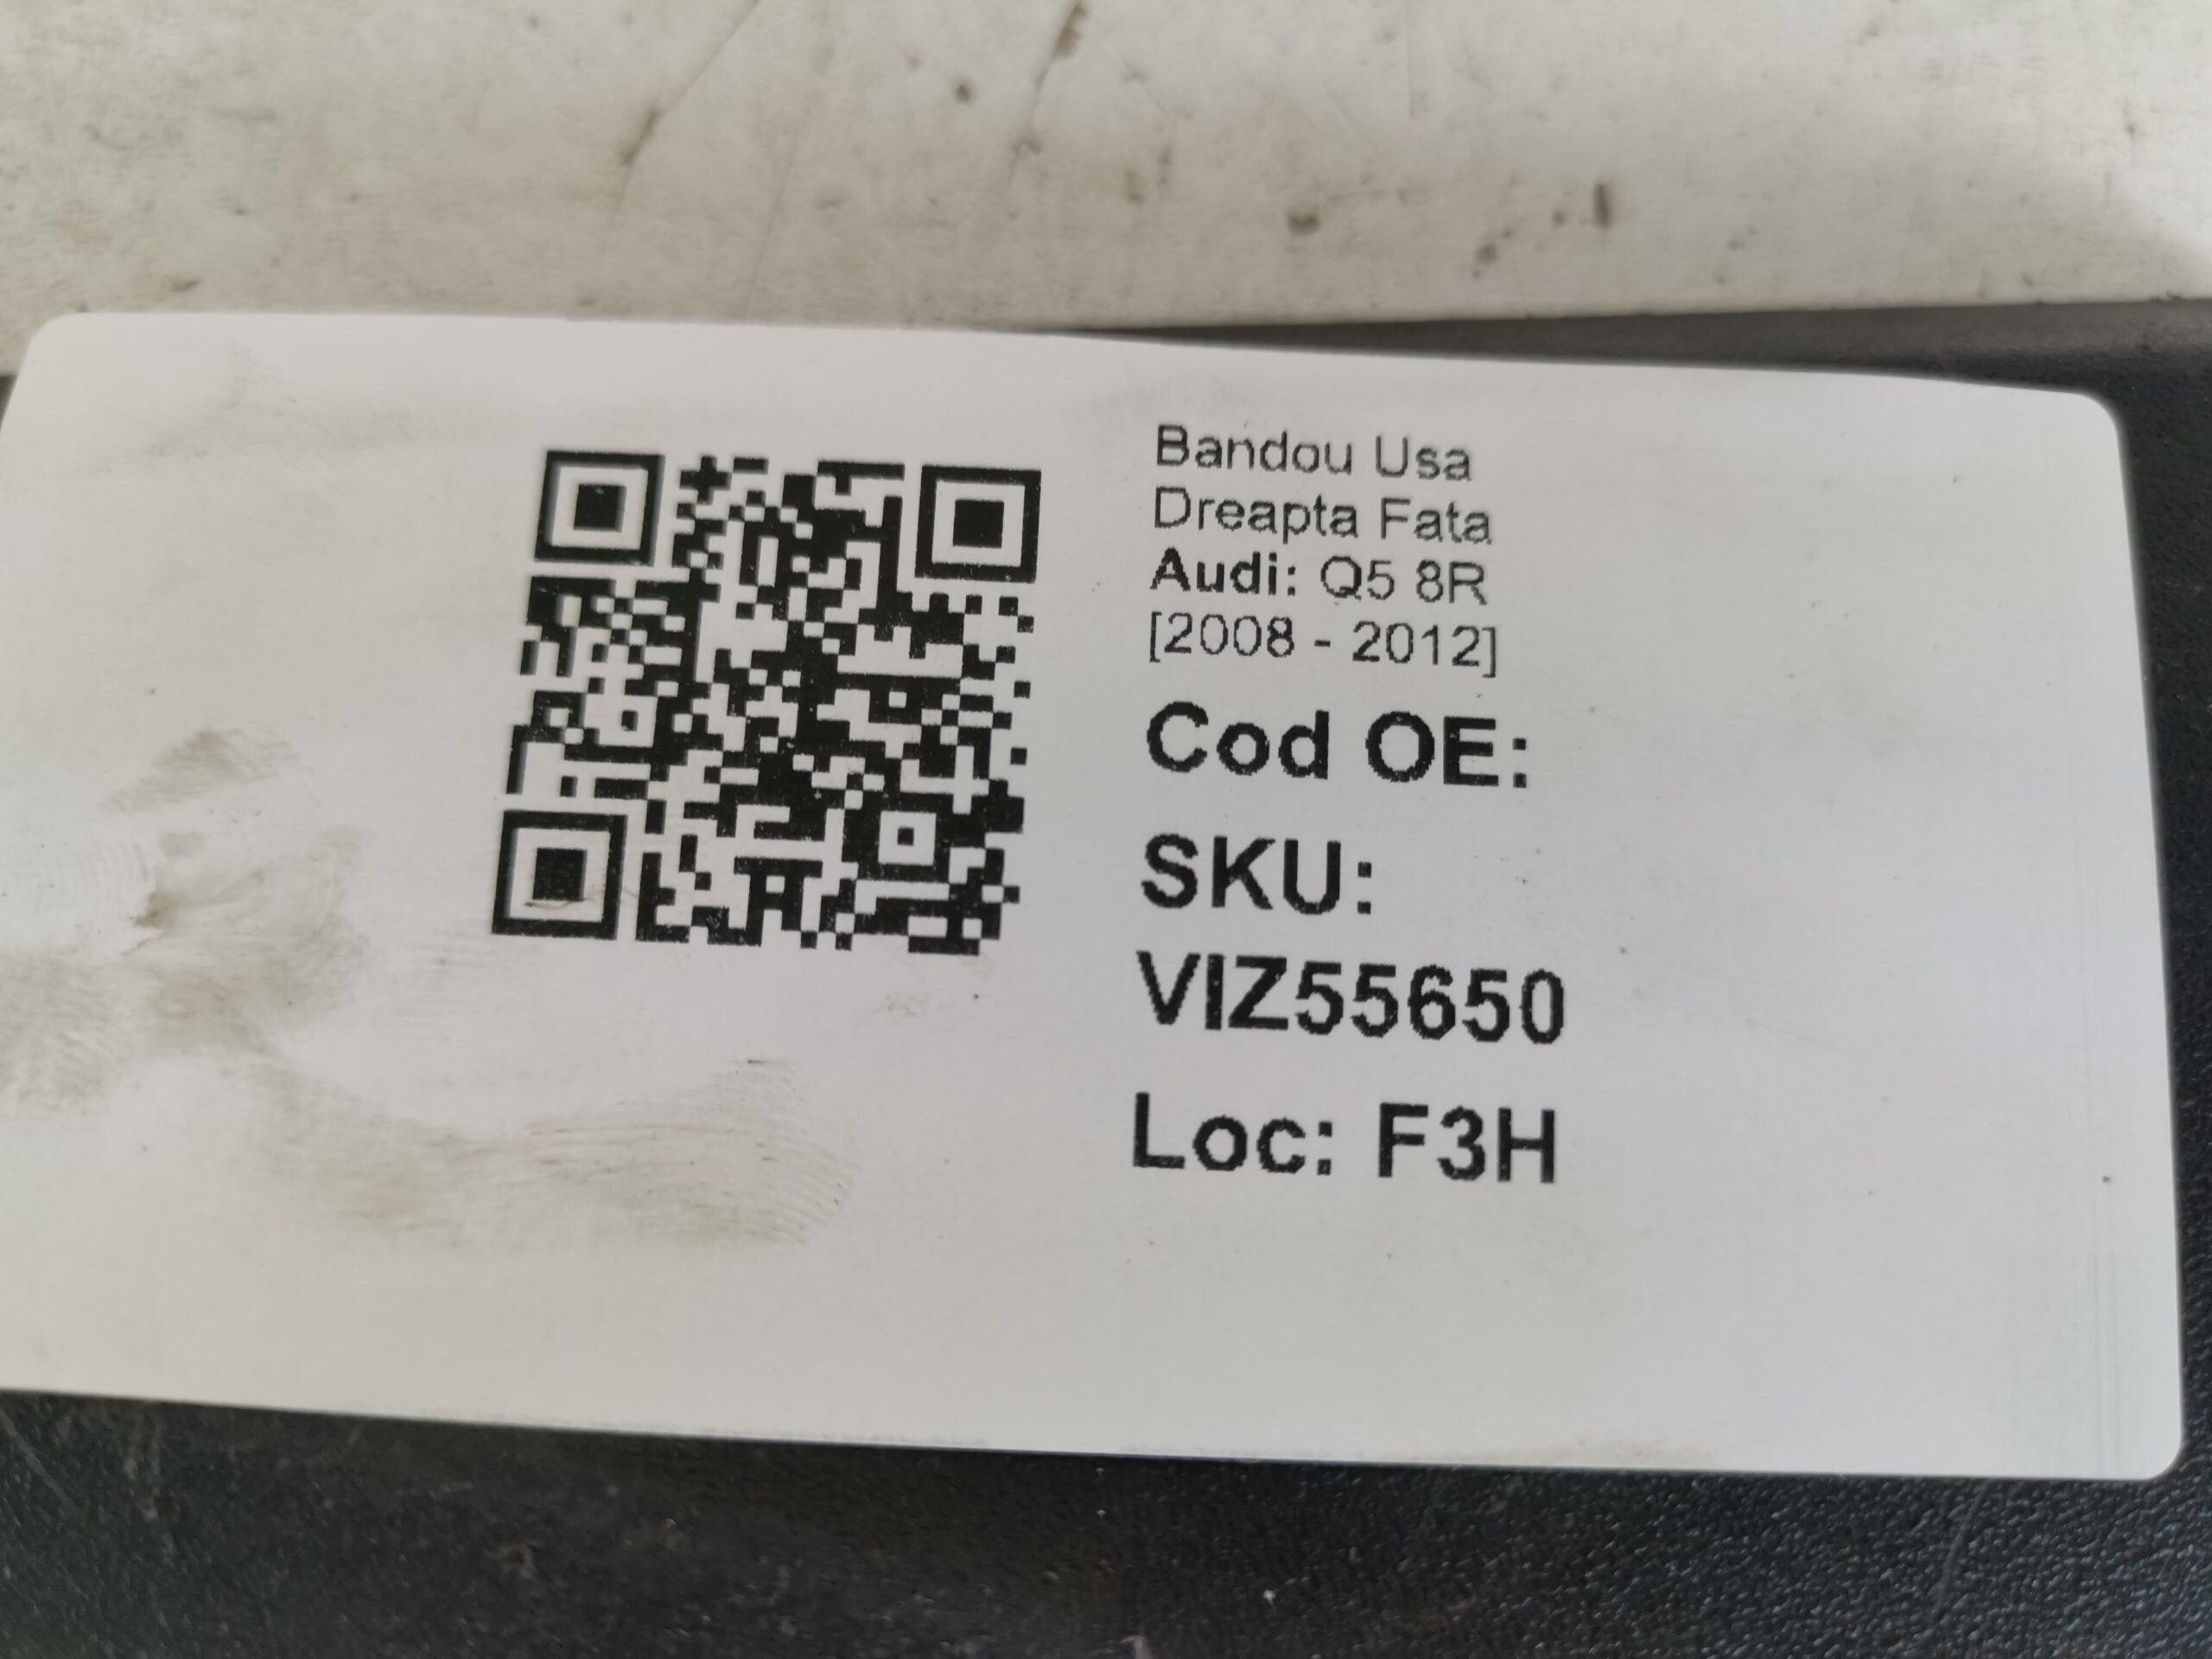 Bandou Usa
Dreapta Fata
Audi: Q5 8R
[2008 - 2012]
Cod OE:
SKU:
VIZ55650
Loc: F3H